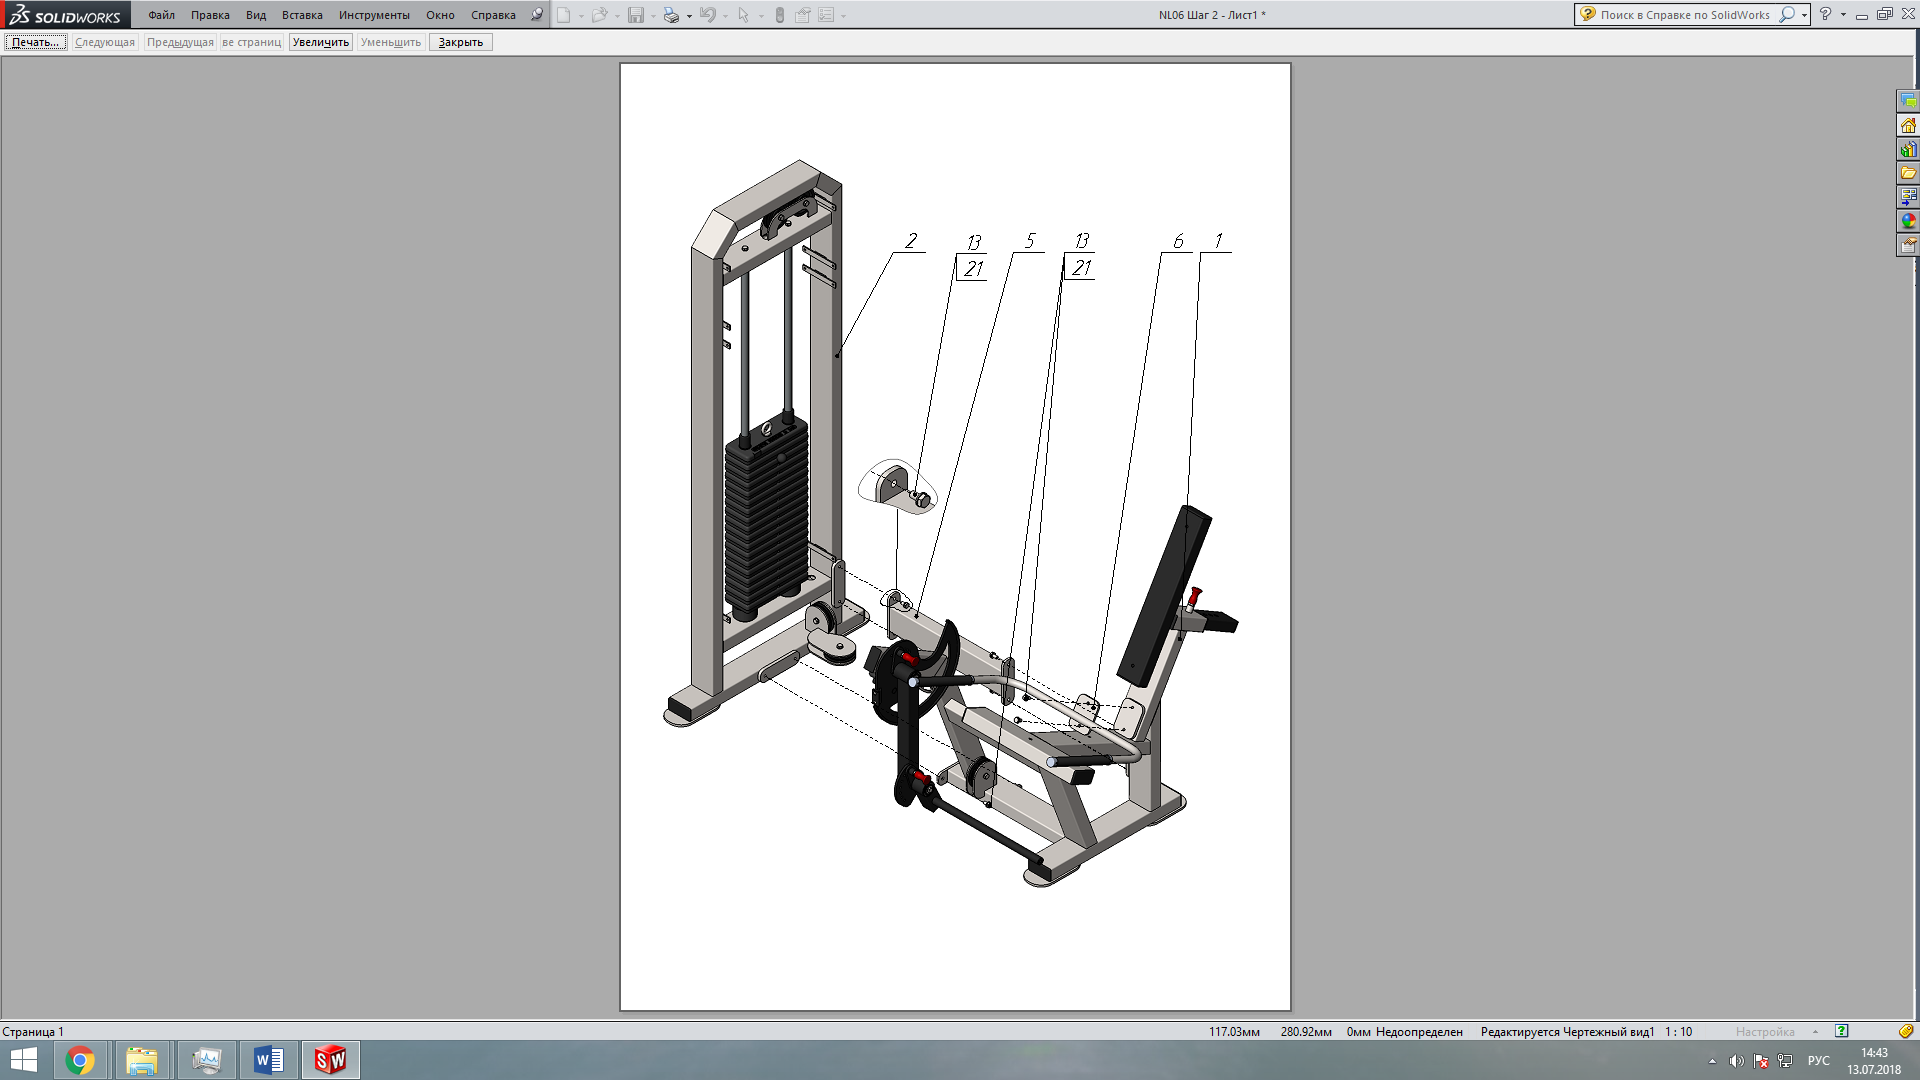 SOLIDWORKS Файл Правка Вид Вставка Инструменты Окно Справка NL06 Шаг 2 - Лист1 * Поиск в Справке по SolidWorks ?
Печать... Следующая Предыдущая ве страниц Увеличить Уменьшить Закрыть
2 13 5 13 6 1
21 21
Страница 1 117.03мм 280.92мм 0мм Недоопределен Редактируется Чертежный вид1 1 : 10 Настройка ?
W SW РУС 14:43
13.07.2018